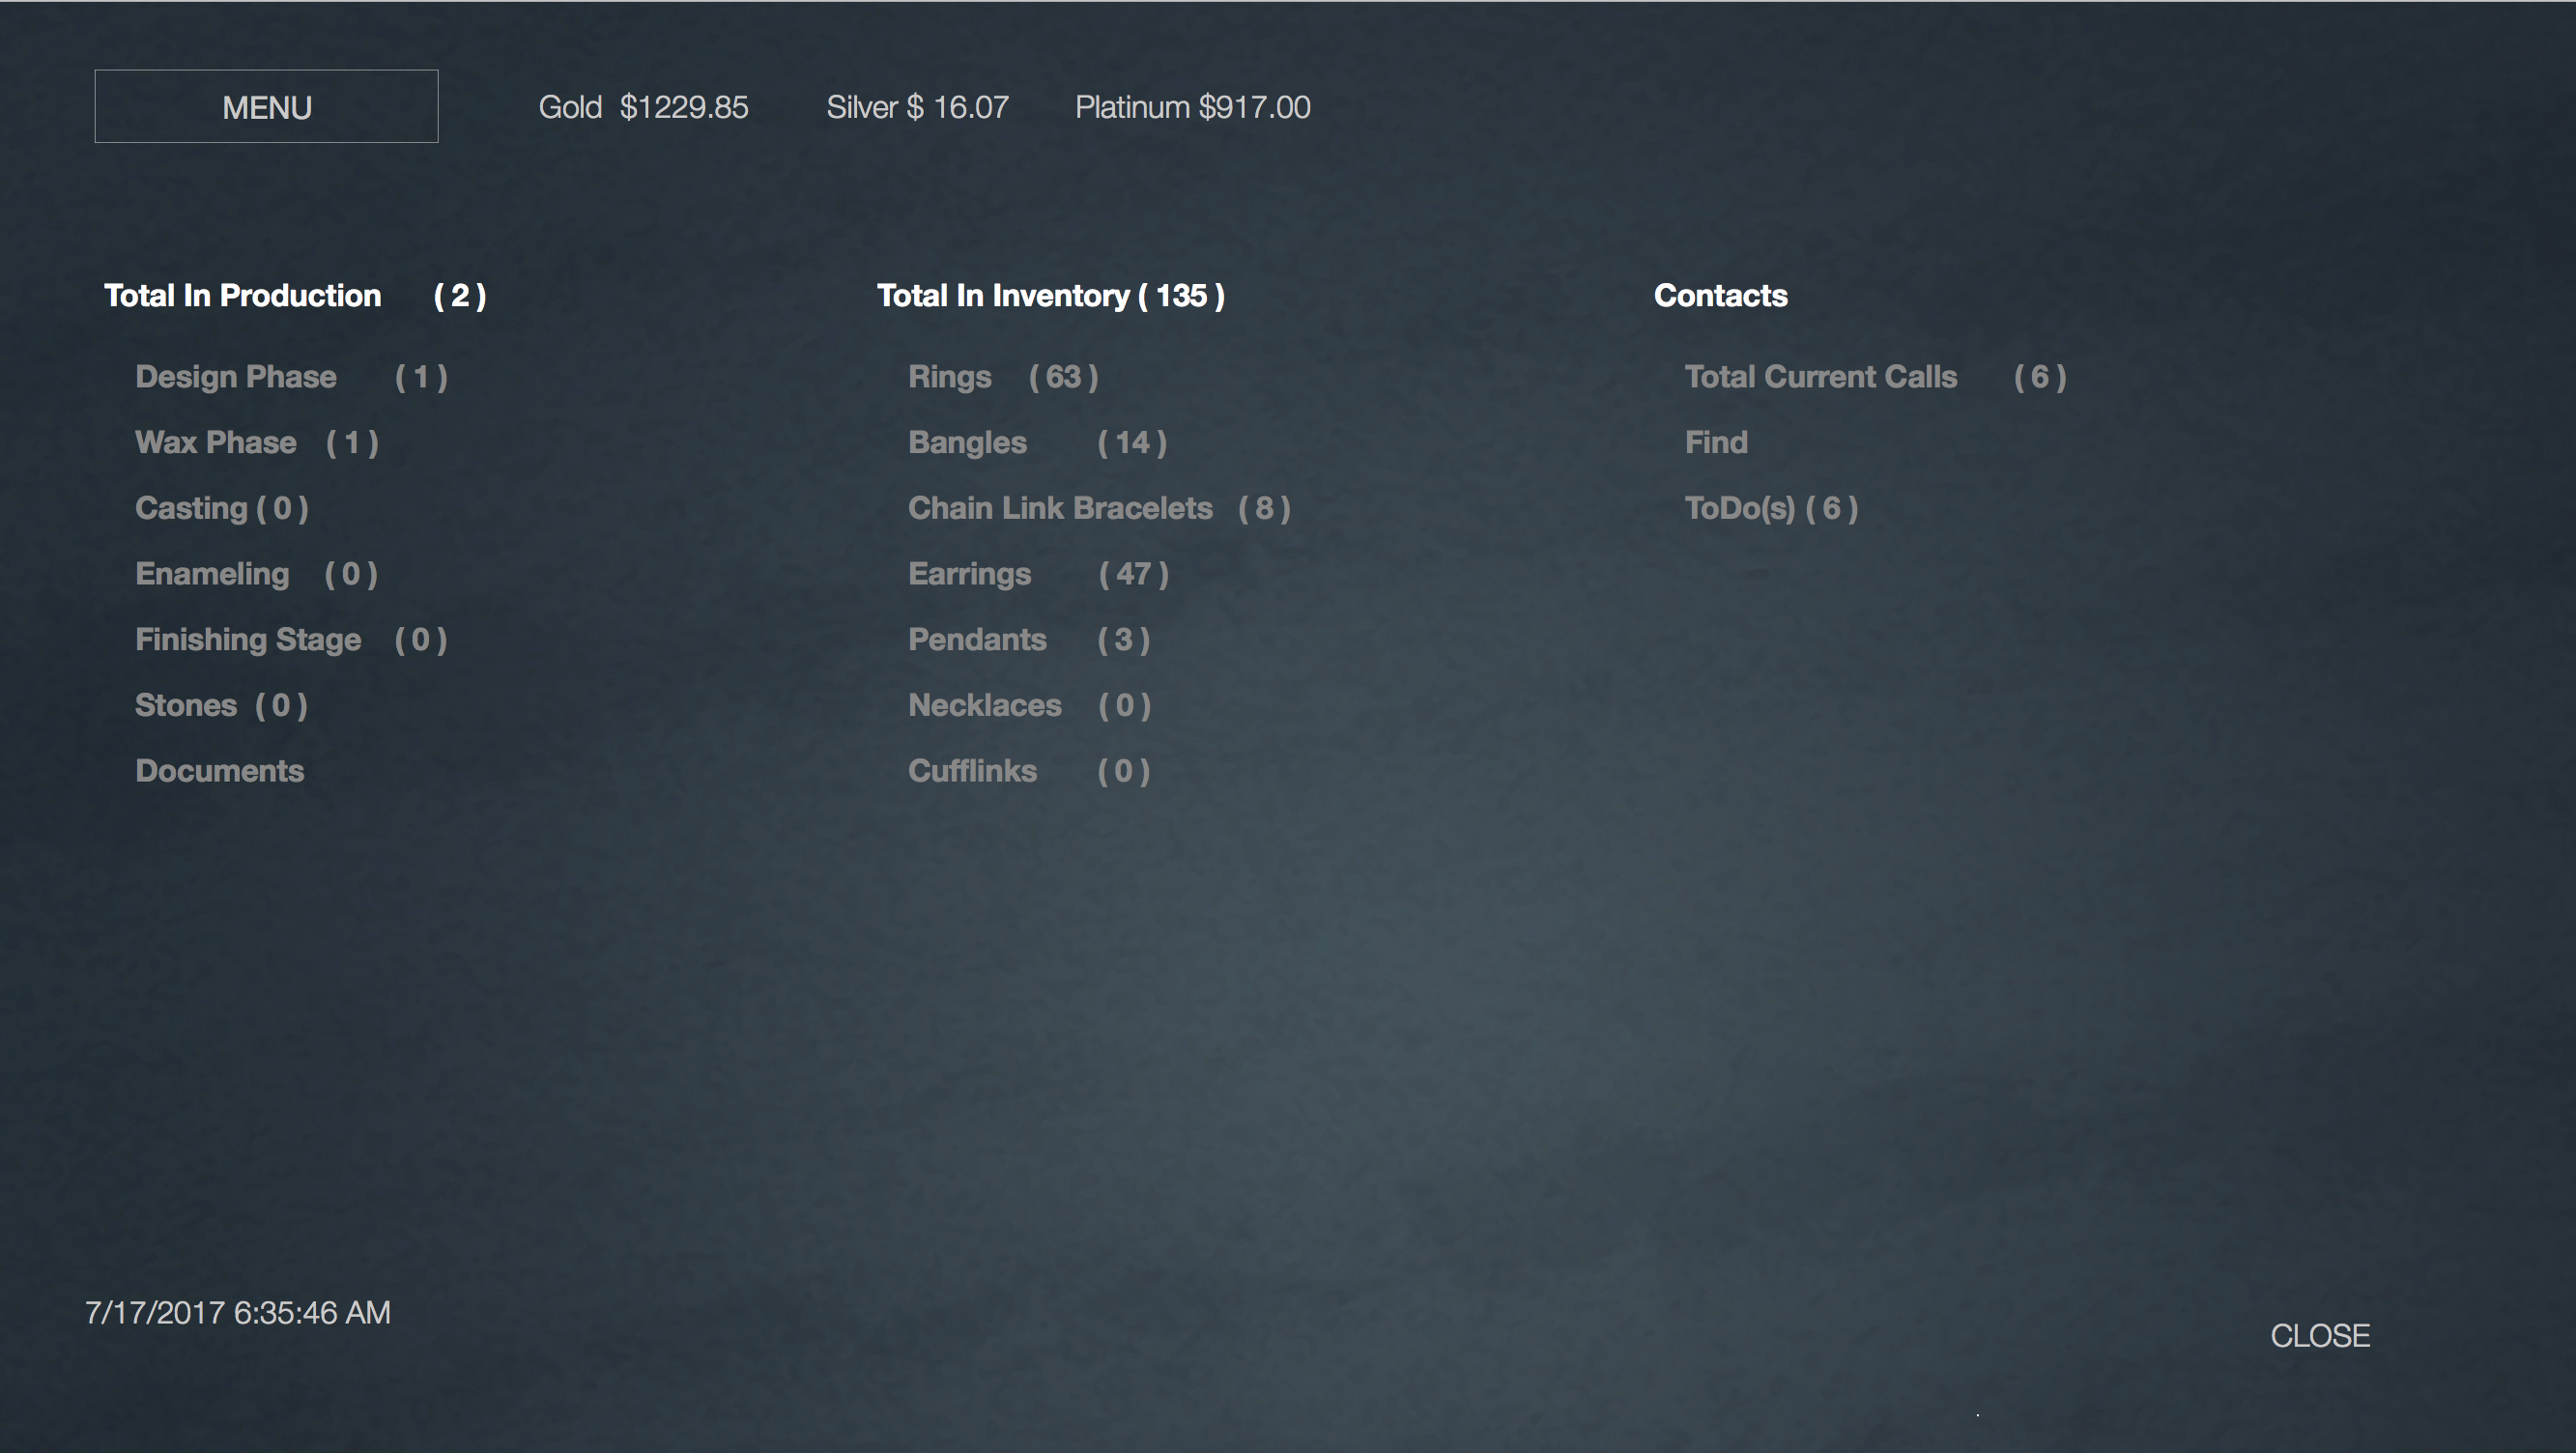 MENU
Gold $1229.85 Silver $ 16.07 Platinum $917.00
Total In Production ( 2 )
Design Phase ( 1 )
Wax Phase ( 1 )
Casting ( 0 )
Enameling ( 0 )
Finishing Stage ( 0 )
Stones ( 0 )
Documents
Total In Inventory ( 135 )
Rings ( 63 )
Bangles ( 14 )
Chain Link Bracelets ( 8 )
Earrings ( 47 )
Pendants ( 3 )
Necklaces ( 0 )
Cufflinks ( 0 )
Contacts
Total Current Calls ( 6 )
Find
ToDo(s) ( 6 )
7/17/2017 6:35:46 AM
CLOSE